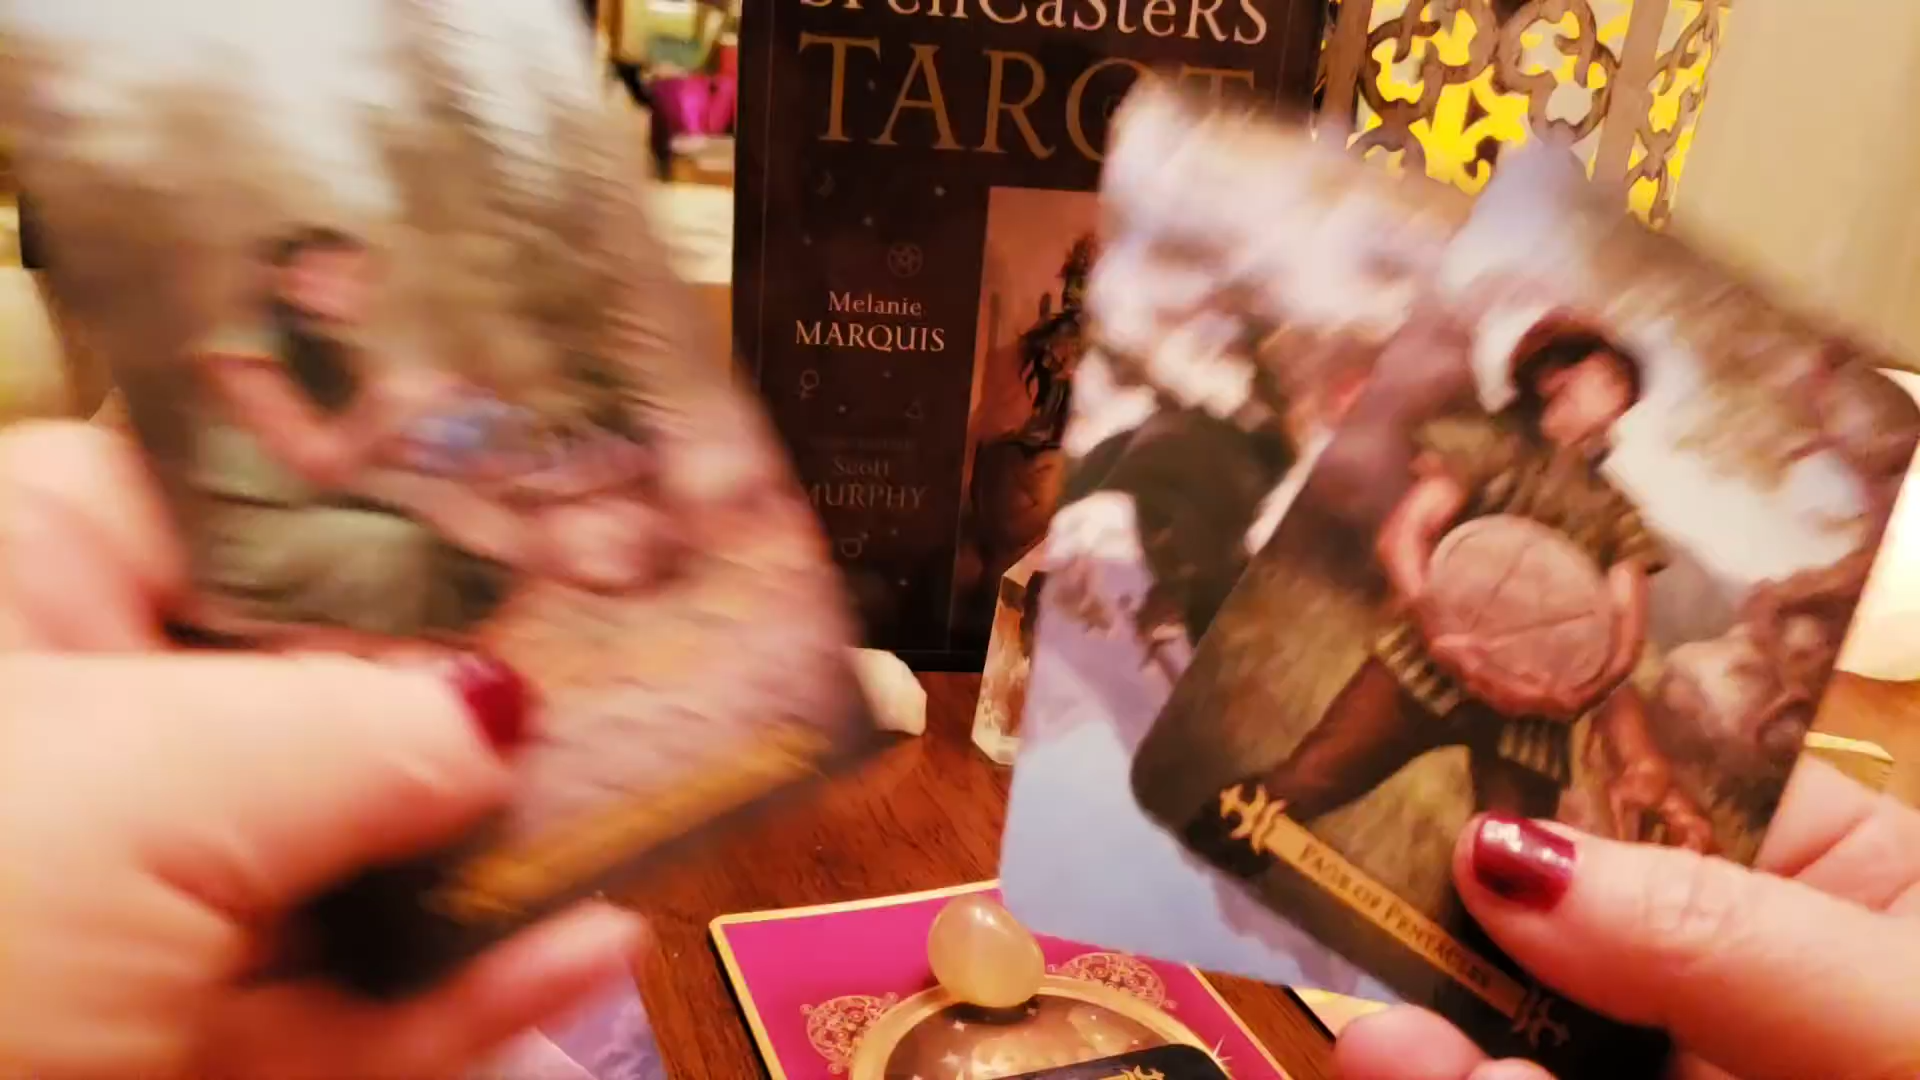 SPELLCASTERS
TAROT
Melanie
MARQUIS
Scott
MURPHY
PAGE OF PENTACLES